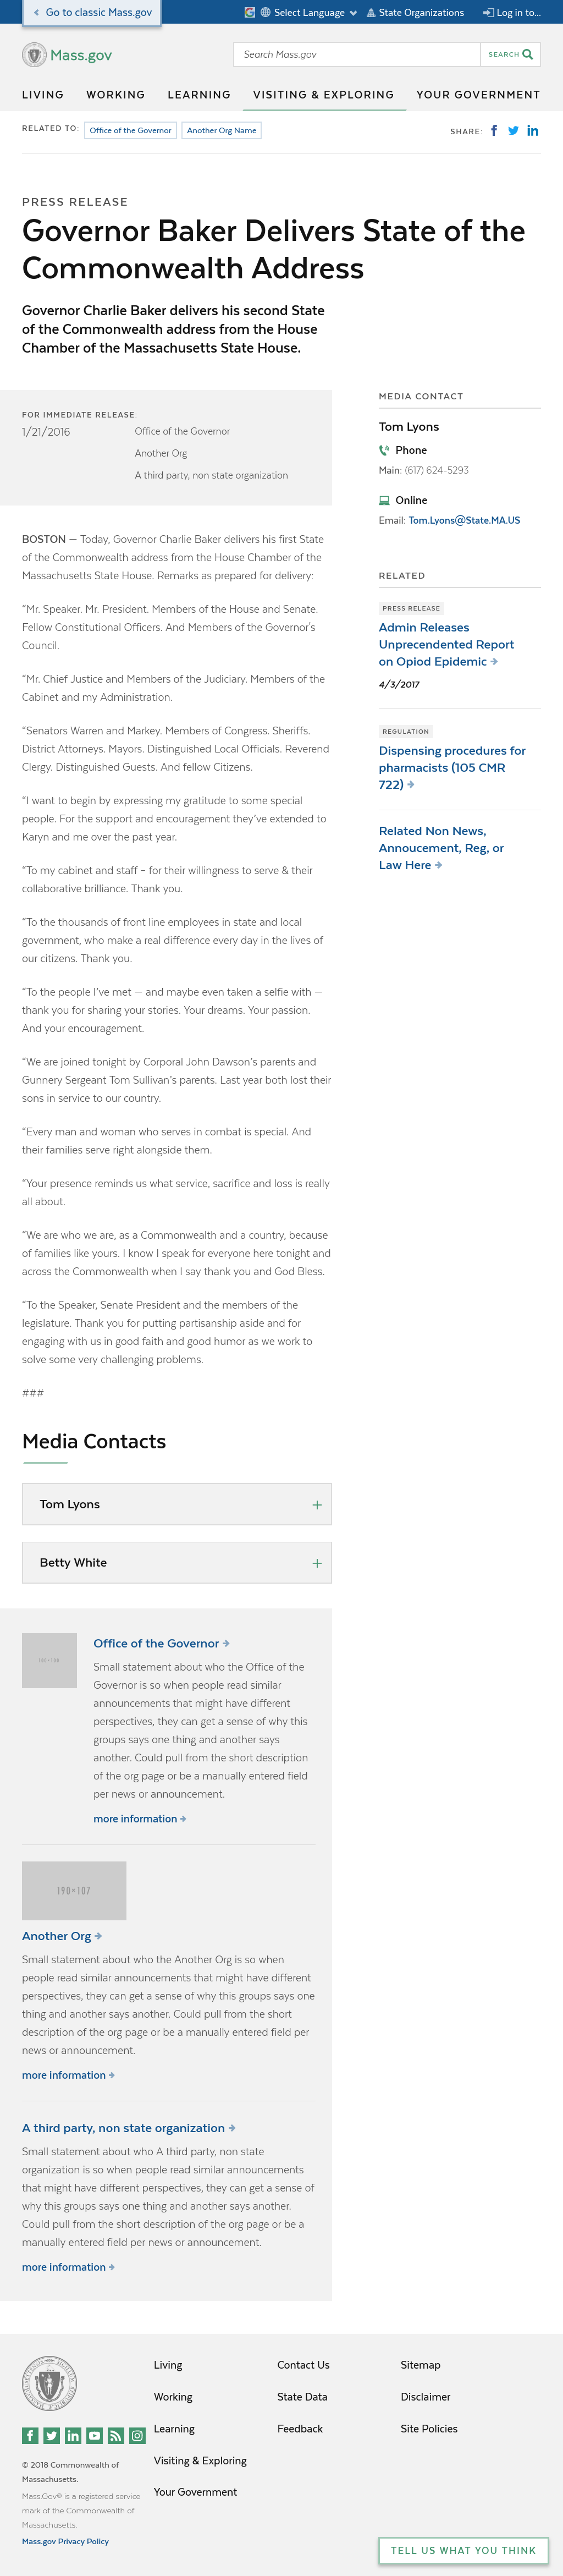 Go to classic Mass.gov
Select Language
State Organizations
Log in to...
Mass.gov
Search Mass.gov
SEARCH
LIVING
WORKING
LEARNING
VISITING & EXPLORING
YOUR GOVERNMENT
RELATED TO:
Office of the Governor
Another Org Name
SHARE:
PRESS RELEASE
Governor Baker Delivers State of the
Commonwealth Address
Governor Charlie Baker delivers his second State
of the Commonwealth address from the House
Chamber of the Massachusetts State House.
FOR IMMEDIATE RELEASE:
1/21/2016
Office of the Governor
Another Org
A third party, non state organization
BOSTON — Today, Governor Charlie Baker delivers his first State
of the Commonwealth address from the House Chamber of the
Massachusetts State House. Remarks as prepared for delivery:
"Mr. Speaker. Mr. President. Members of the House and Senate.
Fellow Constitutional Officers. And Members of the Governor's
Council.
"Mr. Chief Justice and Members of the Judiciary. Members of the
Cabinet and my Administration.
"Senators Warren and Markey. Members of Congress. Sheriffs.
District Attorneys. Mayors. Distinguished Local Officials. Reverend
Clergy. Distinguished Guests. And fellow Citizens.
"I want to begin by expressing my gratitude to some special
people. For the support and encouragement they've extended to
Karyn and me over the past year.
"To my cabinet and staff – for their willingness to serve & their
collaborative brilliance. Thank you.
"To the thousands of front line employees in state and local
government, who make a real difference every day in the lives of
our citizens. Thank you.
"To the people I've met — and maybe even taken a selfie with —
thank you for sharing your stories. Your dreams. Your passion.
And your encouragement.
"We are joined tonight by Corporal John Dawson's parents and
Gunnery Sergeant Tom Sullivan's parents. Last year both lost their
sons in service to our country.
"Every man and woman who serves in combat is special. And
their families serve right alongside them.
"Your presence reminds us what service, sacrifice and loss is really
all about.
"We are who we are, as a Commonwealth and a country, because
of families like yours. I know I speak for everyone here tonight and
across the Commonwealth when I say thank you and God Bless.
"To the Speaker, Senate President and the members of the
legislature. Thank you for putting partisanship aside and for
engaging with us in good faith and good humor as we work to
solve some very challenging problems.
###
MEDIA CONTACT
Tom Lyons
Phone
Main: (617) 624-5293
Online
Email: Tom.Lyons@State.MA.US
RELATED
PRESS RELEASE
Admin Releases
Unprecendented Report
on Opiod Epidemic
4/3/2017
REGULATION
Dispensing procedures for
pharmacists (105 CMR
722)
Related Non News,
Annoucement, Reg, or
Law Here
Media Contacts
Tom Lyons
Betty White
100×100
Office of the Governor
Small statement about who the Office of the
Governor is so when people read similar
announcements that might have different
perspectives, they can get a sense of why this
groups says one thing and another says
another. Could pull from the short description
of the org page or be a manually entered field
per news or announcement.
more information
190×107
Another Org
Small statement about who the Another Org is so when
people read similar announcements that might have different
perspectives, they can get a sense of why this groups says one
thing and another says another. Could pull from the short
description of the org page or be a manually entered field per
news or announcement.
more information
A third party, non state organization
Small statement about who A third party, non state
organization is so when people read similar announcements
that might have different perspectives, they can get a sense of
why this groups says one thing and another says another.
Could pull from the short description of the org page or be a
manually entered field per news or announcement.
more information
Living
Working
Learning
Visiting & Exploring
Your Government
Contact Us
State Data
Feedback
Sitemap
Disclaimer
Site Policies
© 2018 Commonwealth of
Massachusetts.
Mass.Gov® is a registered service
mark of the Commonwealth of
Massachusetts.
Mass.gov Privacy Policy
TELL US WHAT YOU THINK